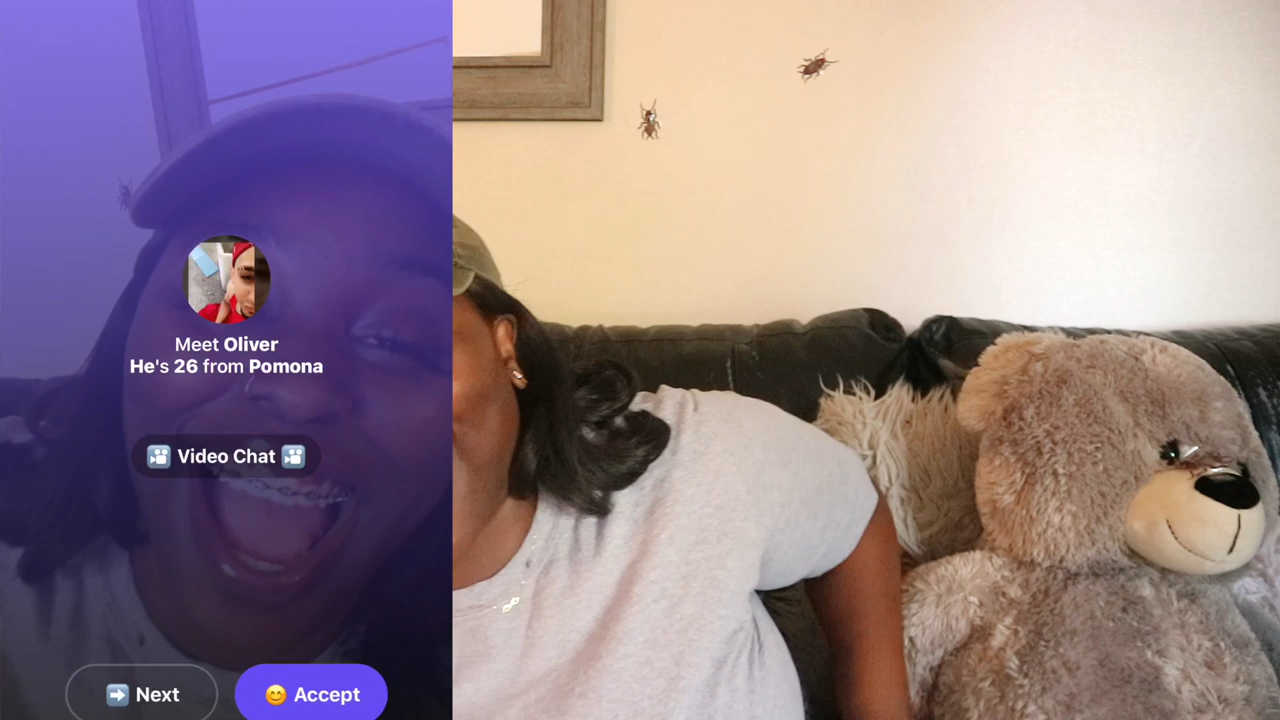 Meet Oliver
He's 26 from Pomona
Video Chat
Next
Accept